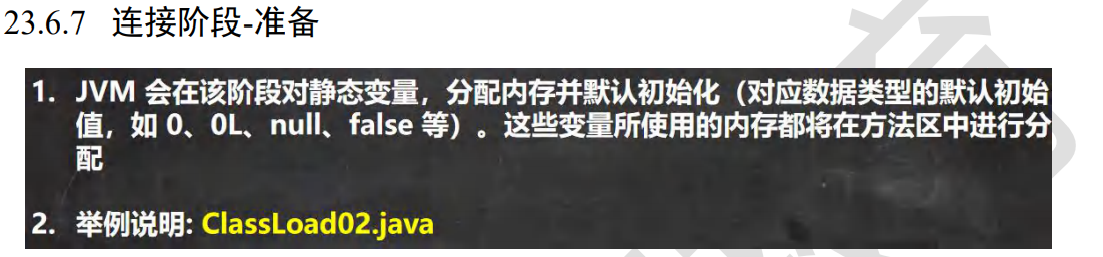 23.6.7 连接阶段-准备
1. JVM 会在该阶段对静态变量，分配内存并默认初始化（对应数据类型的默认初始
值，如 0、0L、null、false 等）。这些变量所使用的内存都将在方法区中进行分
配
2. 举例说明: ClassLoad02.java